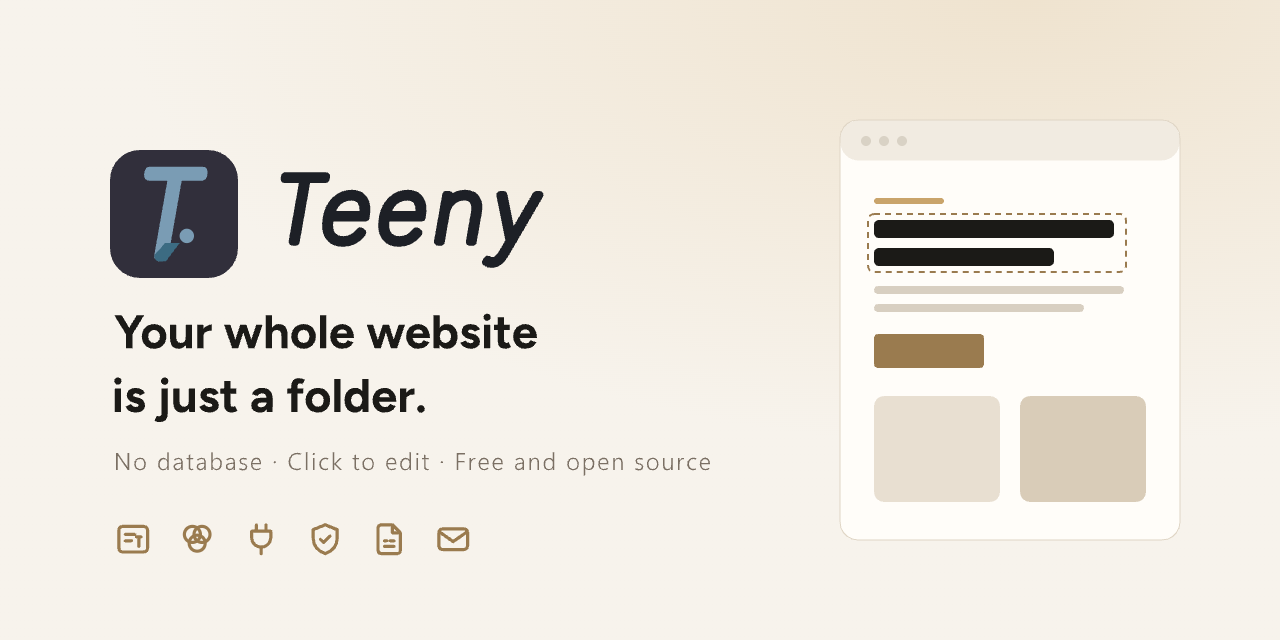 T.
Teeny
Your whole website
is just a folder.
No database · Click to edit · Free and open source